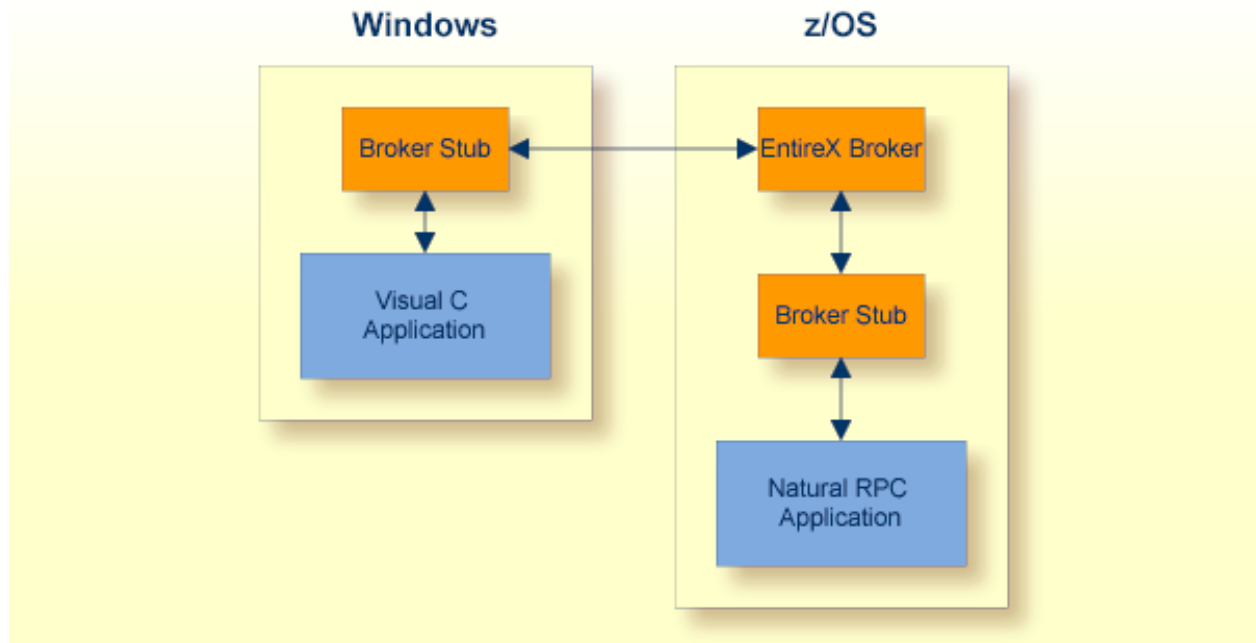 Windows
z/OS
Broker Stub
EntireX Broker
Visual C
Application
Broker Stub
Natural RPC
Application